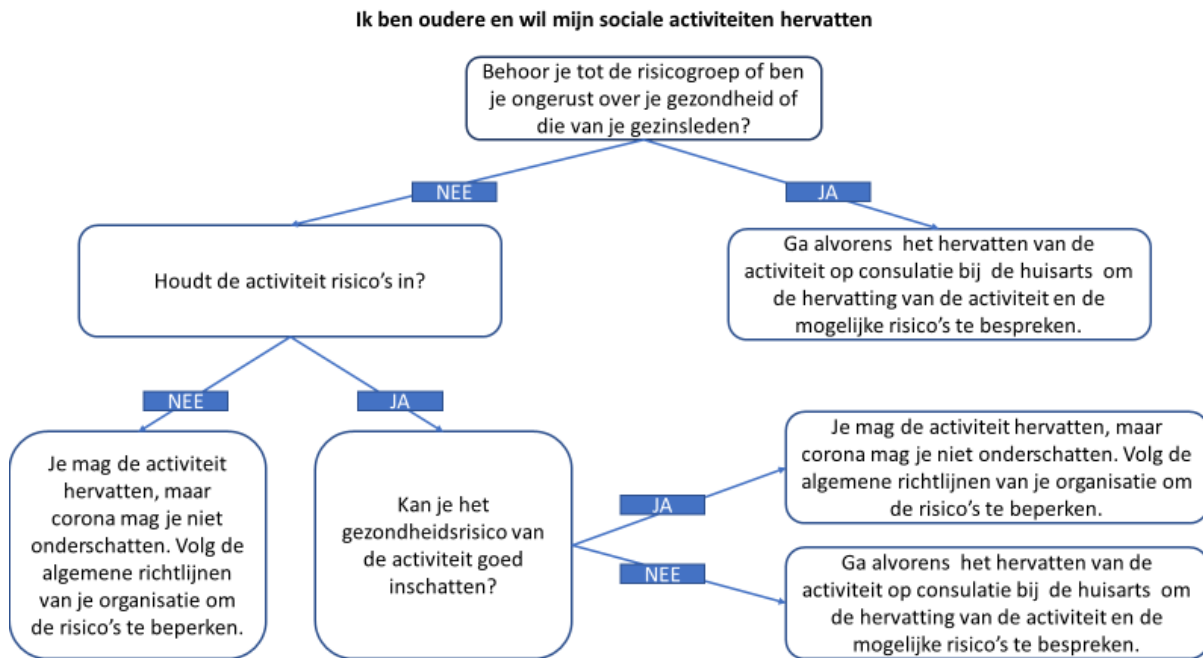 Ik ben oudere en wil mijn sociale activiteiten hervatten
Behoor je tot de risicogroep of ben
je ongerust over je gezondheid of
die van je gezinsleden?
NEE
JA
Houdt de activiteit risico's in?
Ga alvorens het hervatten van de
activiteit op consulatie bij de huisarts om
de hervatting van de activiteit en de
mogelijke risico's te bespreken.
NEE
JA
Je mag de activiteit
hervatten, maar
corona mag je niet
onderschatten. Volg de
algemene richtlijnen
van je organisatie om
de risico's te beperken.
Kan je het
gezondheidsrisico van
de activiteit goed
inschatten?
JA
NEE
Je mag de activiteit hervatten, maar
corona mag je niet onderschatten. Volg de
algemene richtlijnen van je organisatie om
de risico's te beperken.
Ga alvorens het hervatten van de
activiteit op consulatie bij de huisarts om
de hervatting van de activiteit en de
mogelijke risico's te bespreken.